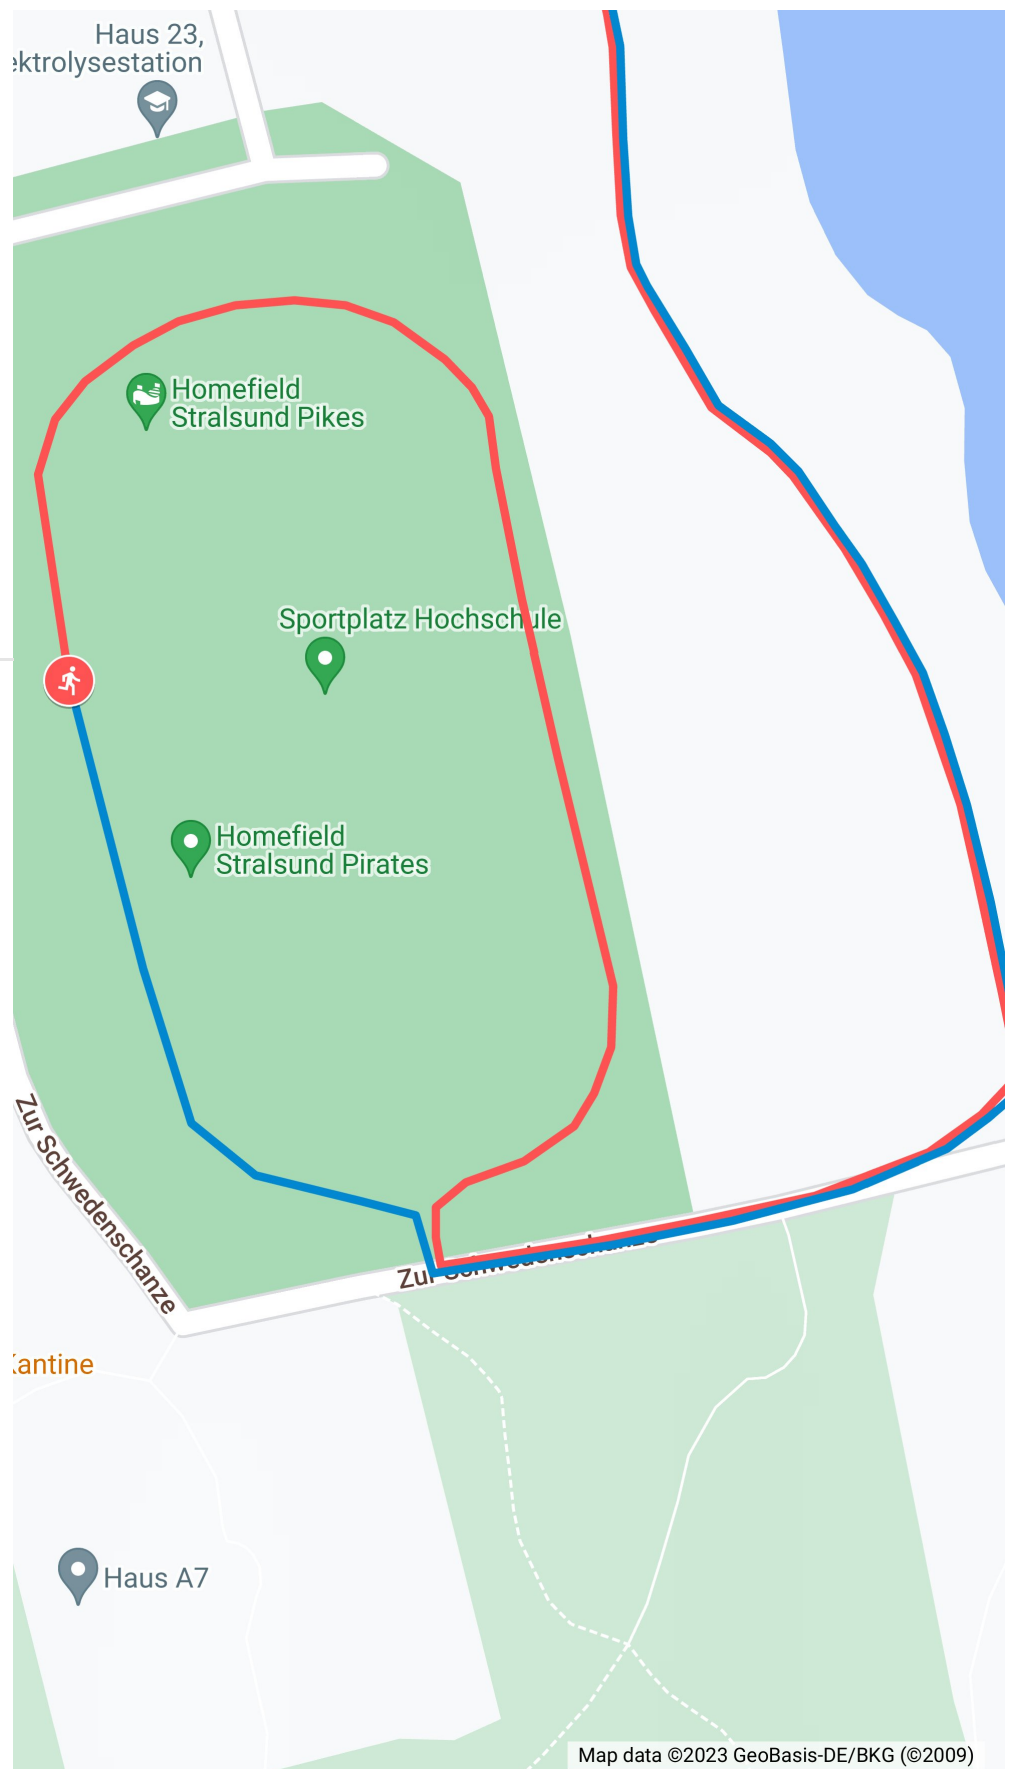 Haus 23,
ektrolysestation
Homefield
Stralsund Pikes
Sportplatz Hochschule
Homefield
Stralsund Pirates
Zur Schwedenschanze
Zur Schwedenschanze
Kantine
Haus A7
Map data ©2023 GeoBasis-DE/BKG (©2009)